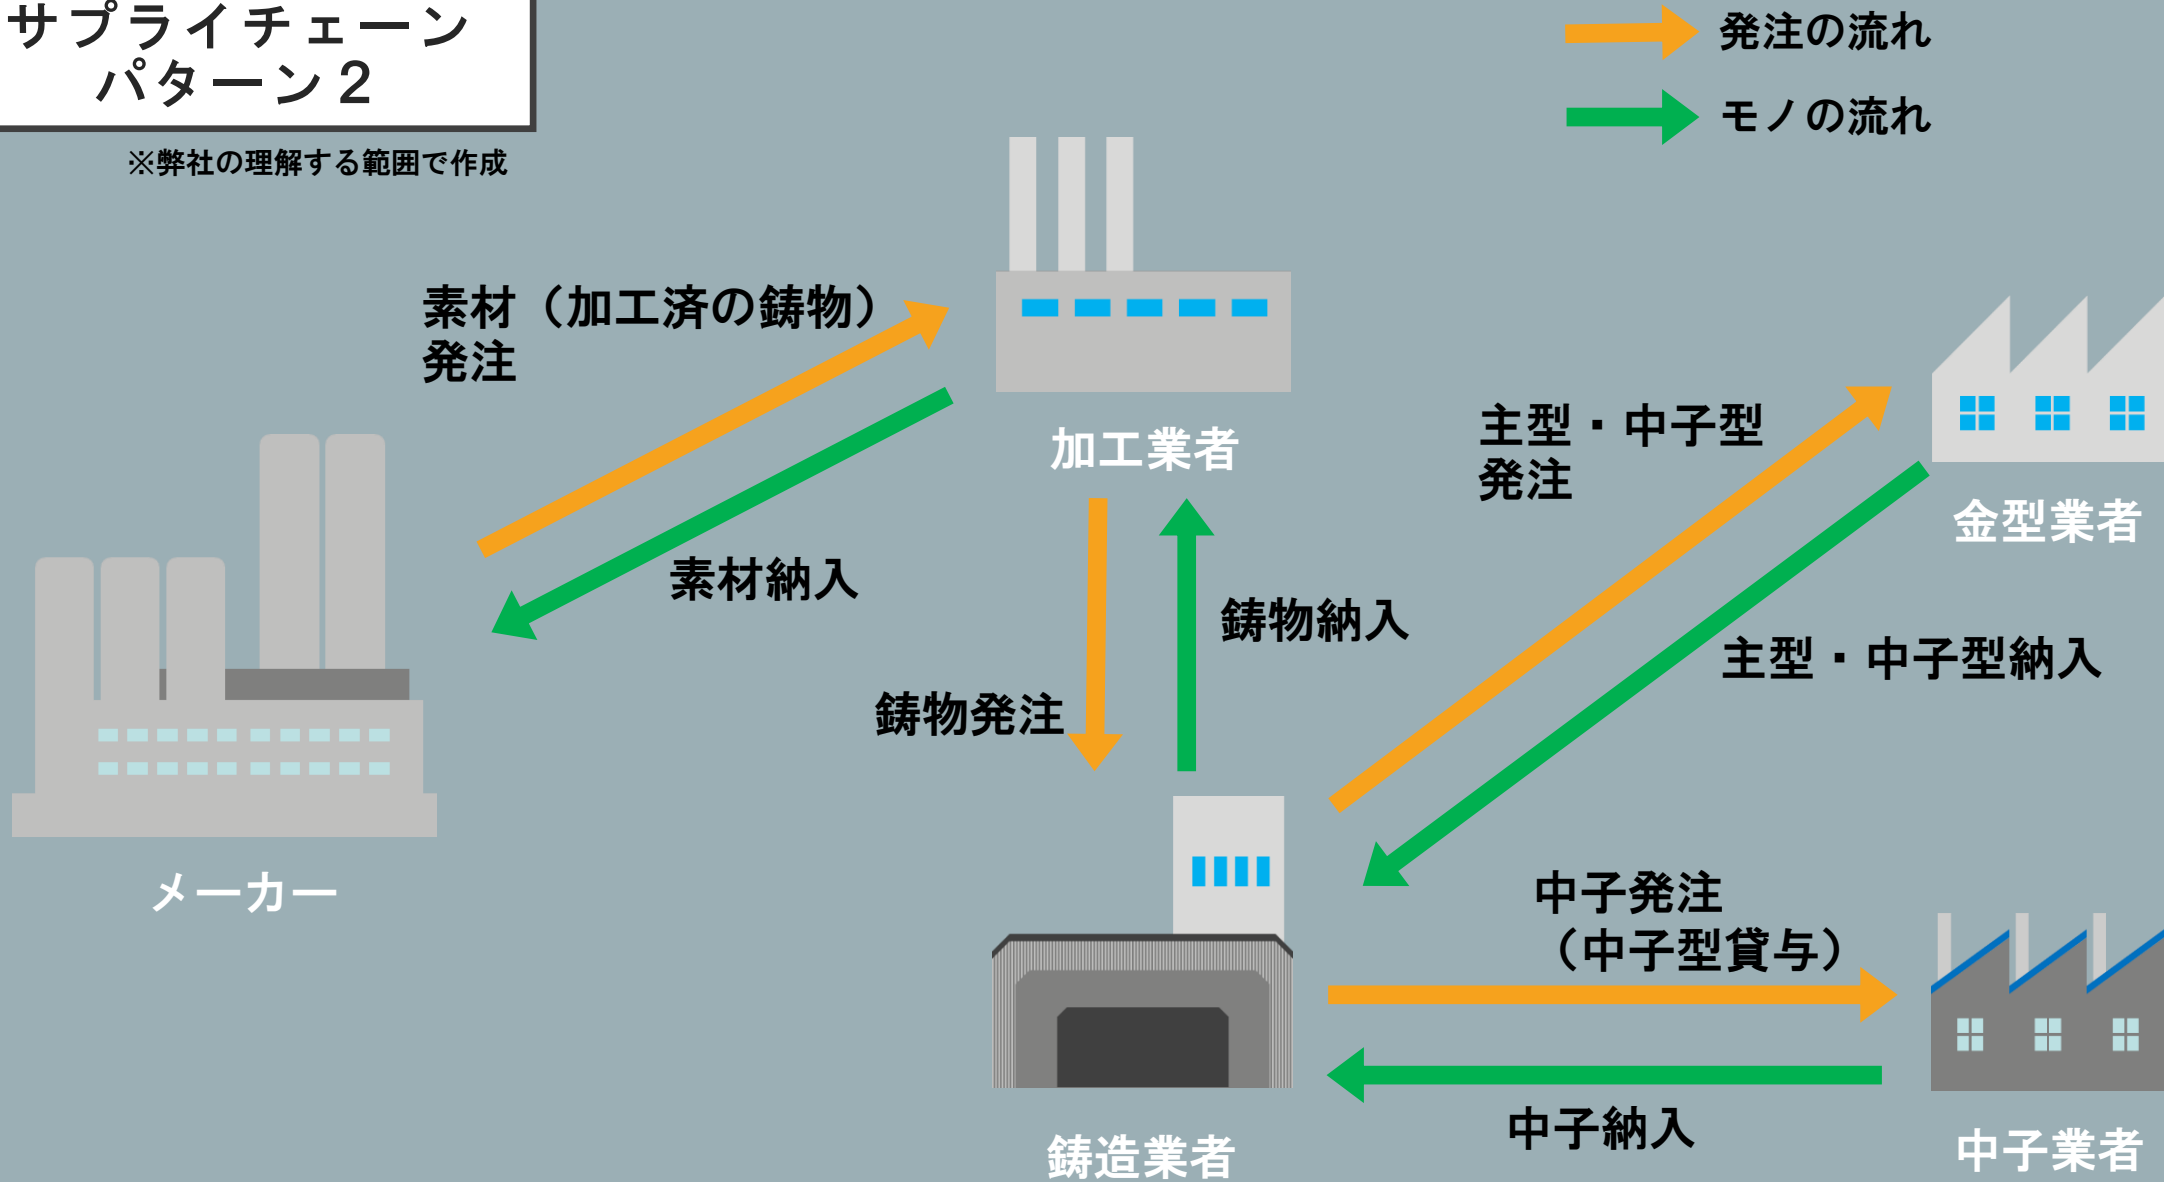 サプライチェーン
パターン２
※弊社の理解する範囲で作成
発注の流れ
モノの流れ
素材（加工済の鋳物）
発注
加工業者
素材納入
主型・中子型
発注
金型業者
鋳物納入
主型・中子型納入
鋳物発注
メーカー
中子発注
（中子型貸与）
中子納入
鋳造業者
中子業者